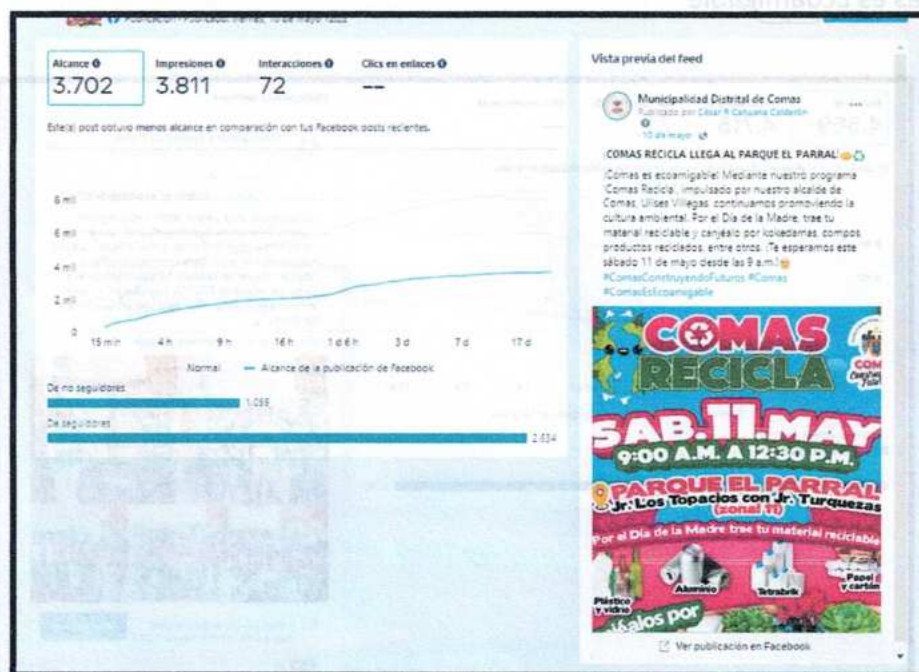 Alcance
Impresiones
Interacciones
Clics en enlaces
3.702
3.811
72
--
Este(a) post obtuvo menos alcance en comparación con tus Facebook posts recientes.
8 mil
6 mil
4 mil
2 mil
0
15 min
4 h
9 h
16 h
1 d 6 h
3 d
7 d
17 d
Normal
Alcance de la publicación de Facebook
De no seguidores
De seguidores
2.634
Vista previa del feed
Municipalidad Distrital de Comas
Publicado por César R Cahuana Calderón
10 de mayo
¡COMAS RECICLA LLEGA AL PARQUE EL PARRAL!
¡Comas es ecoamigable! Mediante nuestro programa
'Comas Recicla', impulsado por nuestro alcalde de
Comas, Ulises Villegas, continuamos promoviendo la
cultura ambiental. Por el Día de la Madre, trae tu
material reciclable y canjéalo por kokedamas, compos,
productos reciclados, entre otros. ¡Te esperamos este
sábado 11 de mayo desde las 9 a.m.!
#ComasConstruyendoFuturos #Comas
#ComasEsEcoamigable
COMAS
RECICLA
SAB.11.MAY
9:00 A.M. A 12:30 P.M.
PARQUE EL PARRAL
Jr. Los Topacios con Jr. Turquezas
(zonal 11)
Por el Día de la Madre trae tu material reciclable
Plástico
y vidrio
Aluminio
Tetrabrik
Papel
y cartón
éalos por
Ver publicación en Facebook